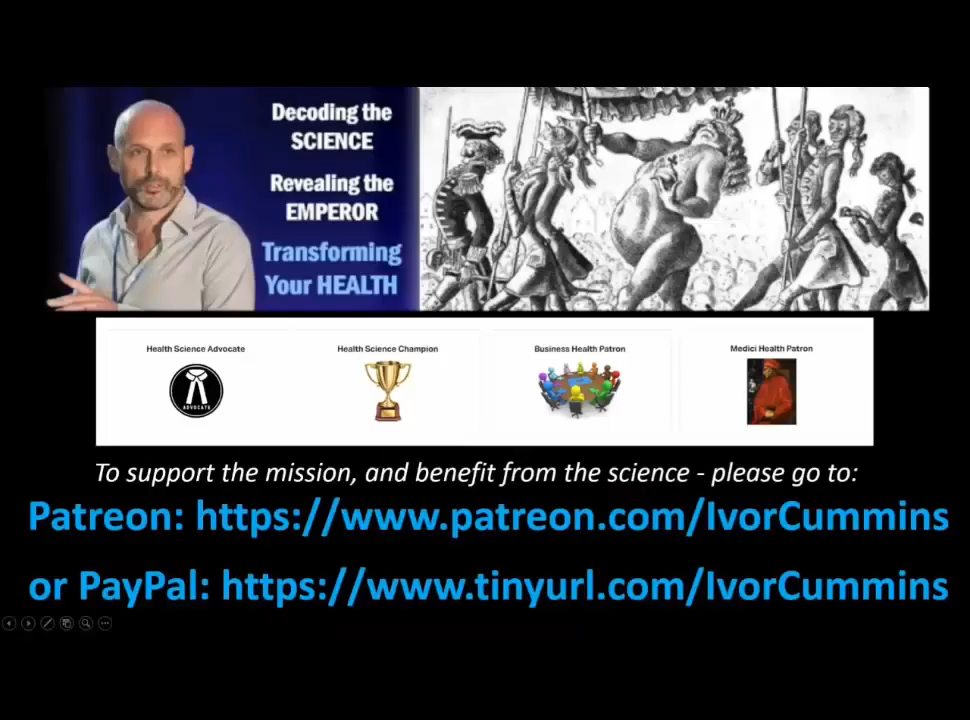 Decoding the
SCIENCE
Revealing the
EMPEROR
Transforming
Your HEALTH
Health Science Advocate
Health Science Champion
Business Health Patron
Medici Health Patron
ADVOCATE
To support the mission, and benefit from the science - please go to:
Patreon: https://www.patreon.com/IvorCummins
or PayPal: https://www.tinyurl.com/IvorCummins